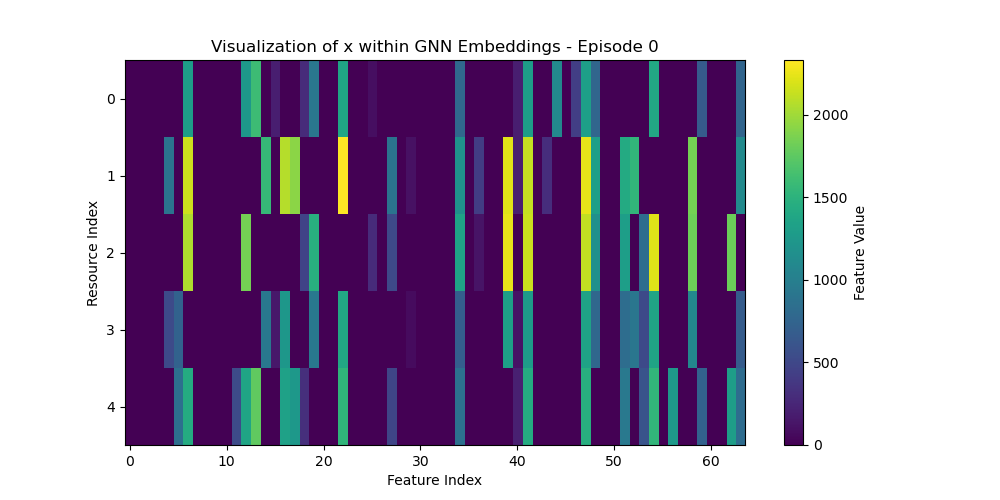 Visualization of x within GNN Embeddings - Episode 0
Resource Index
0
1
2
3
4
0 10 20 30 40 50 60
Feature Index
2000
1500
1000
500
0
Feature Value